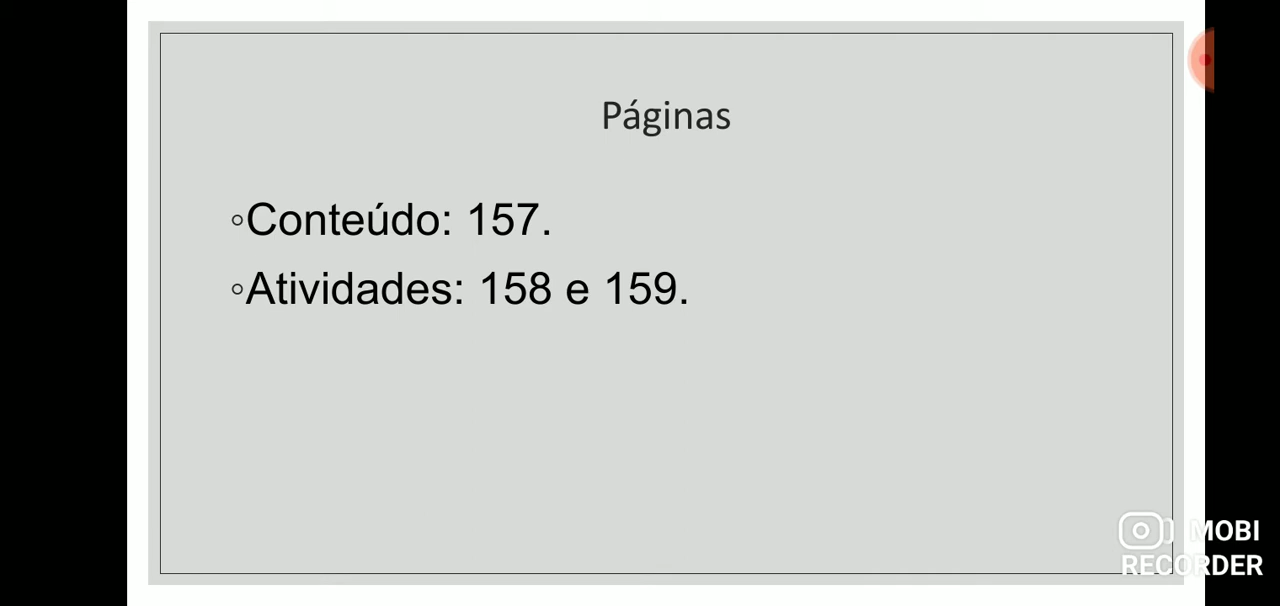 Páginas
◦Conteúdo: 157.
◦Atividades: 158 e 159.
MOBI
RECORDER